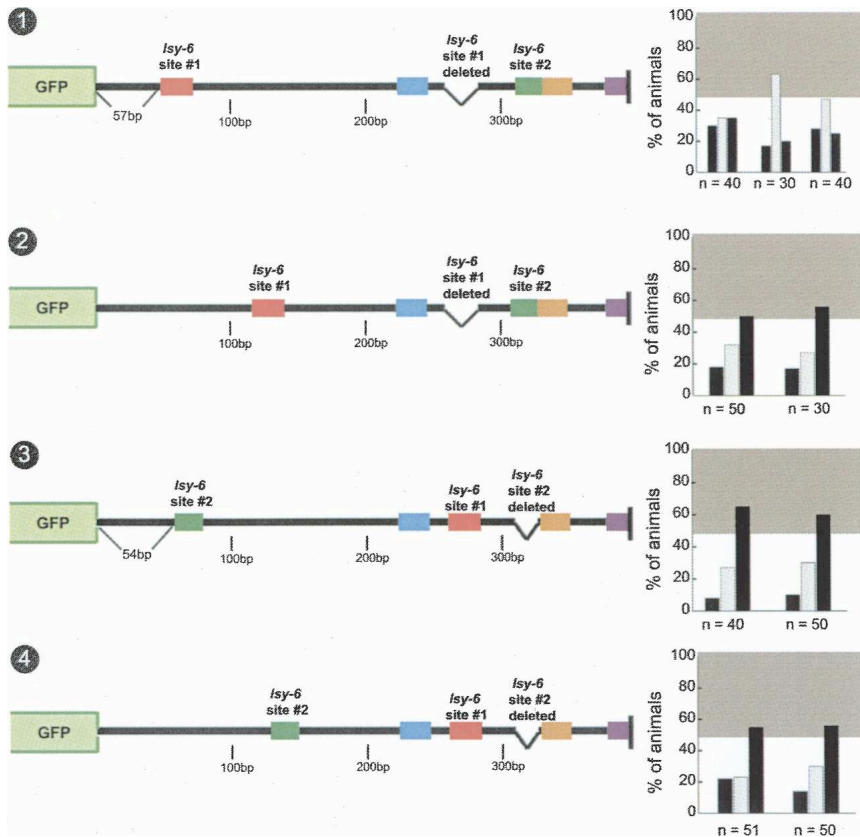 1
lsy-6
site #1
lsy-6
site #1
deleted
lsy-6
site #2
GFP
57bp
100bp
200bp
300bp
% of animals
100
80
60
40
20
0
n = 40
n = 30
n = 40
2
lsy-6
site #1
lsy-6
site #1
deleted
lsy-6
site #2
GFP
100bp
200bp
300bp
% of animals
100
80
60
40
20
0
n = 50
n = 30
3
lsy-6
site #2
lsy-6
site #1
lsy-6
site #2
deleted
GFP
54bp
100bp
200bp
300bp
% of animals
100
80
60
40
20
0
n = 40
n = 50
4
lsy-6
site #2
lsy-6
site #1
lsy-6
site #2
deleted
GFP
100bp
200bp
300bp
% of animals
100
80
60
40
20
0
n = 51
n = 50